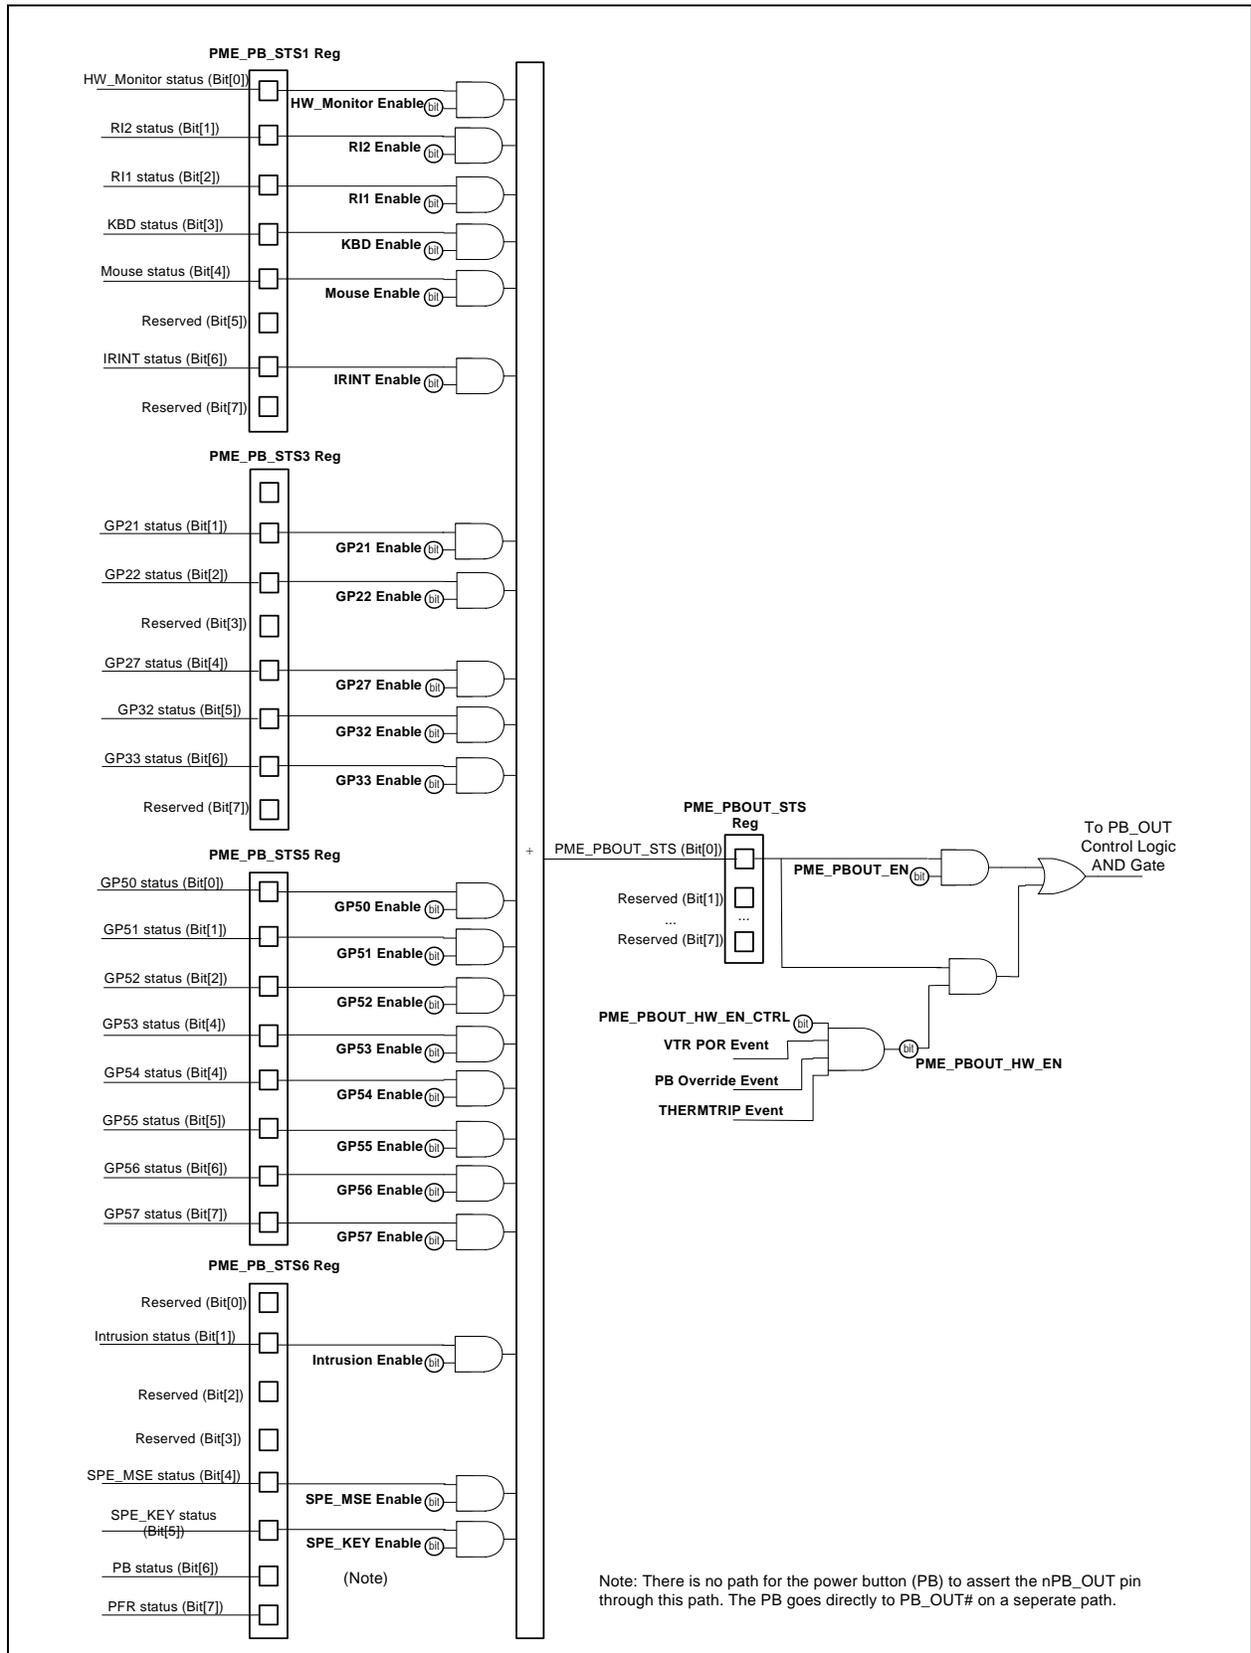 PME_PB_STS1 Reg
HW_Monitor status (Bit[0])
HW_Monitor Enable bit
RI2 status (Bit[1])
RI2 Enable bit
RI1 status (Bit[2])
RI1 Enable bit
KBD status (Bit[3])
KBD Enable bit
Mouse status (Bit[4])
Mouse Enable bit
Reserved (Bit[5])
IRINT status (Bit[6])
IRINT Enable bit
Reserved (Bit[7])
PME_PB_STS3 Reg
GP21 status (Bit[1])
GP21 Enable bit
GP22 status (Bit[2])
GP22 Enable bit
Reserved (Bit[3])
GP27 status (Bit[4])
GP27 Enable bit
GP32 status (Bit[5])
GP32 Enable bit
GP33 status (Bit[6])
GP33 Enable bit
Reserved (Bit[7])
PME_PB_STS5 Reg
GP50 status (Bit[0])
GP50 Enable bit
GP51 status (Bit[1])
GP51 Enable bit
GP52 status (Bit[2])
GP52 Enable bit
GP53 status (Bit[4])
GP53 Enable bit
GP54 status (Bit[4])
GP54 Enable bit
GP55 status (Bit[5])
GP55 Enable bit
GP56 status (Bit[6])
GP56 Enable bit
GP57 status (Bit[7])
GP57 Enable bit
PME_PB_STS6 Reg
Reserved (Bit[0])
Intrusion status (Bit[1])
Intrusion Enable bit
Reserved (Bit[2])
Reserved (Bit[3])
SPE_MSE status (Bit[4])
SPE_MSE Enable bit
SPE_KEY status
(Bit[5])
SPE_KEY Enable bit
PB status (Bit[6])
(Note)
PFR status (Bit[7])
+
PME_PBOUT_STS
Reg
PME_PBOUT_STS (Bit[0])
Reserved (Bit[1])
... ...
Reserved (Bit[7])
PME_PBOUT_EN bit
To PB_OUT
Control Logic
AND Gate
PME_PBOUT_HW_EN_CTRL bit
VTR POR Event
PB Override Event
THERMTRIP Event
bit
PME_PBOUT_HW_EN
Note: There is no path for the power button (PB) to assert the nPB_OUT pin
through this path. The PB goes directly to PB_OUT# on a seperate path.